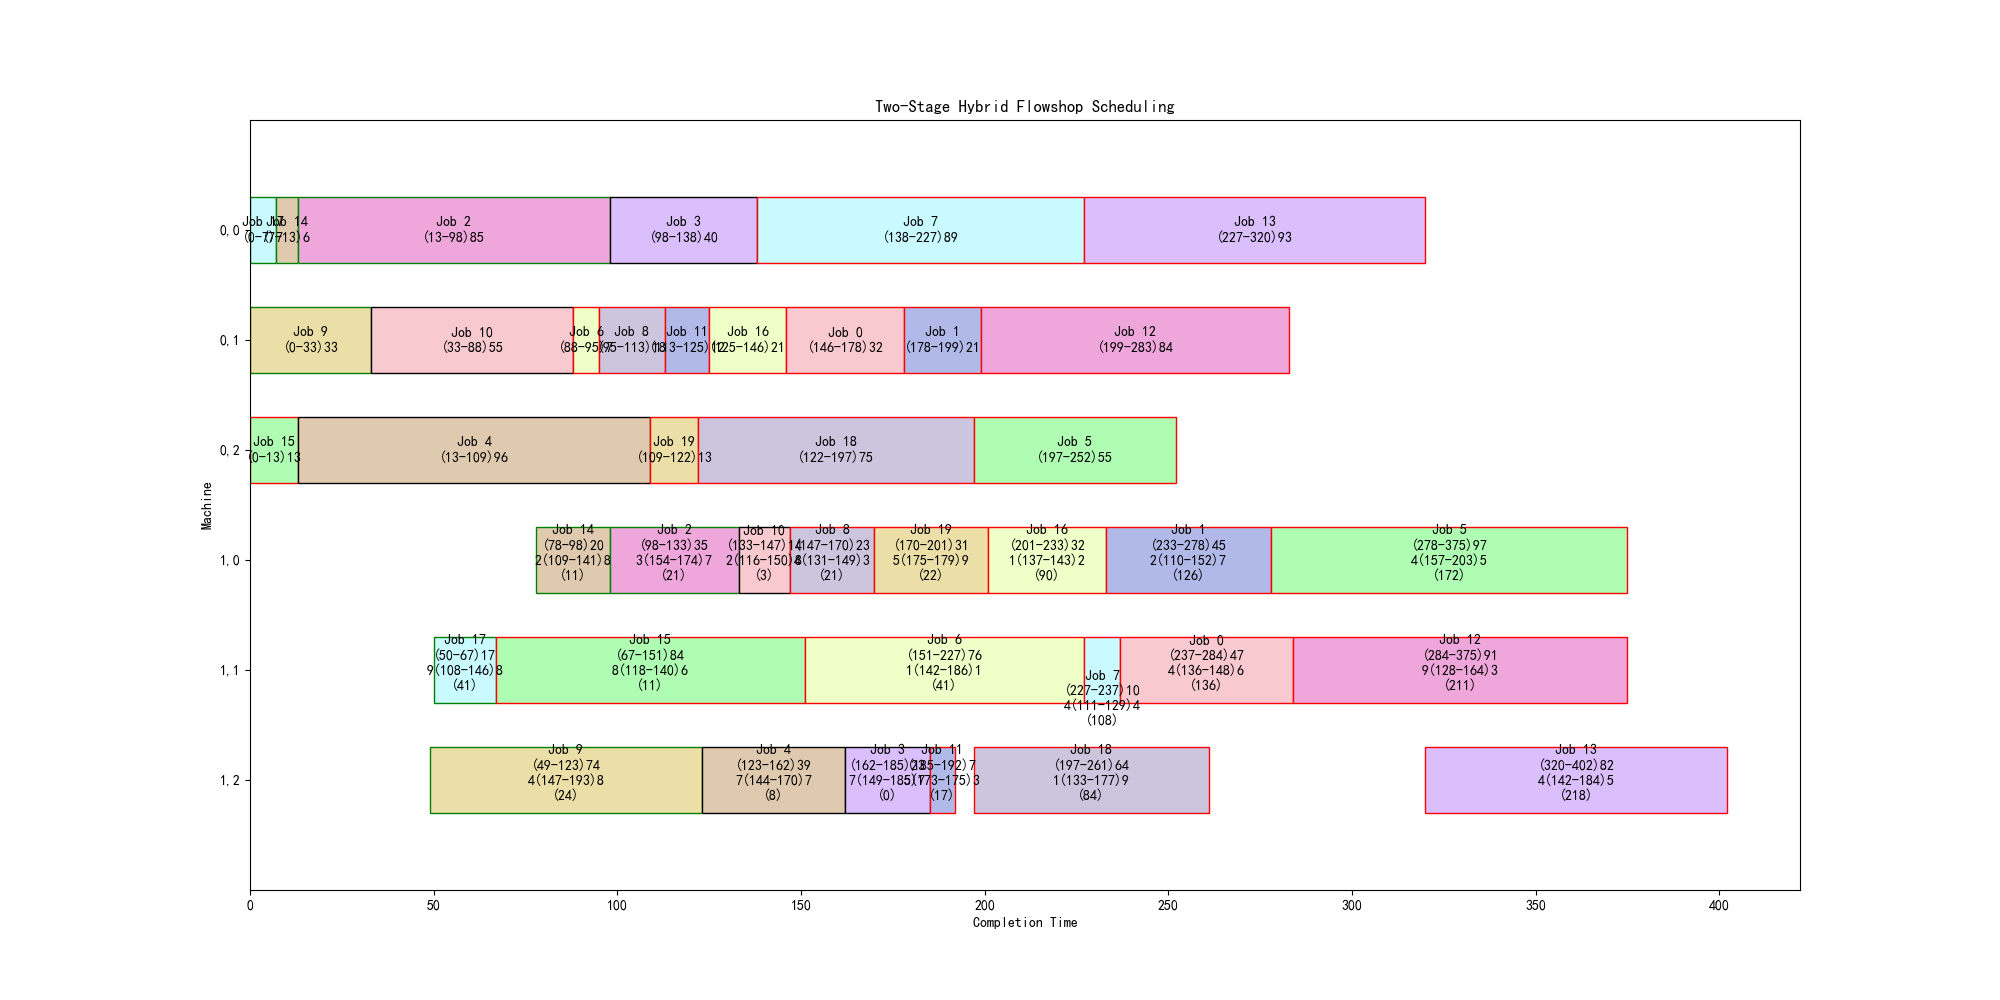 Two-Stage Hybrid Flowshop Scheduling
0,0
Job 17
(0-7)7
Job 14
(7-13)6
Job 2
(13-98)85
Job 3
(98-138)40
Job 7
(138-227)89
Job 13
(227-320)93
0,1
Job 9
(0-33)33
Job 10
(33-88)55
Job 6
(88-95)7
Job 8
(95-113)18
Job 11
(113-125)12
Job 16
(125-146)21
Job 0
(146-178)32
Job 1
(178-199)21
Job 12
(199-283)84
0,2
Job 15
(0-13)13
Job 4
(13-109)96
Job 19
(109-122)13
Job 18
(122-197)75
Job 5
(197-252)55
Machine
1,0
Job 14
(78-98)20
2(109-141)8
(11)
Job 2
(98-133)35
3(154-174)7
(21)
Job 10
(133-147)14
2(116-150)4
(3)
Job 8
(147-170)23
8(131-149)3
(21)
Job 19
(170-201)31
5(175-179)9
(22)
Job 16
(201-233)32
1(137-143)2
(90)
Job 1
(233-278)45
2(110-152)7
(126)
Job 5
(278-375)97
4(157-203)5
(172)
1,1
Job 17
(50-67)17
9(108-146)8
(41)
Job 15
(67-151)84
8(118-140)6
(11)
Job 6
(151-227)76
1(142-186)1
(41)
Job 7
(227-237)10
4(111-129)4
(108)
Job 0
(237-284)47
4(136-148)6
(136)
Job 12
(284-375)91
9(128-164)3
(211)
1,2
Job 9
(49-123)74
4(147-193)8
(24)
Job 4
(123-162)39
7(144-170)7
(8)
Job 3
(162-185)23
(0)
Job 11
(185-192)7
(17)
Job 18
(197-261)64
1(133-177)9
(84)
Job 13
(320-402)82
4(142-184)5
(218)
0
50
100
150
200
250
300
350
400
Completion Time